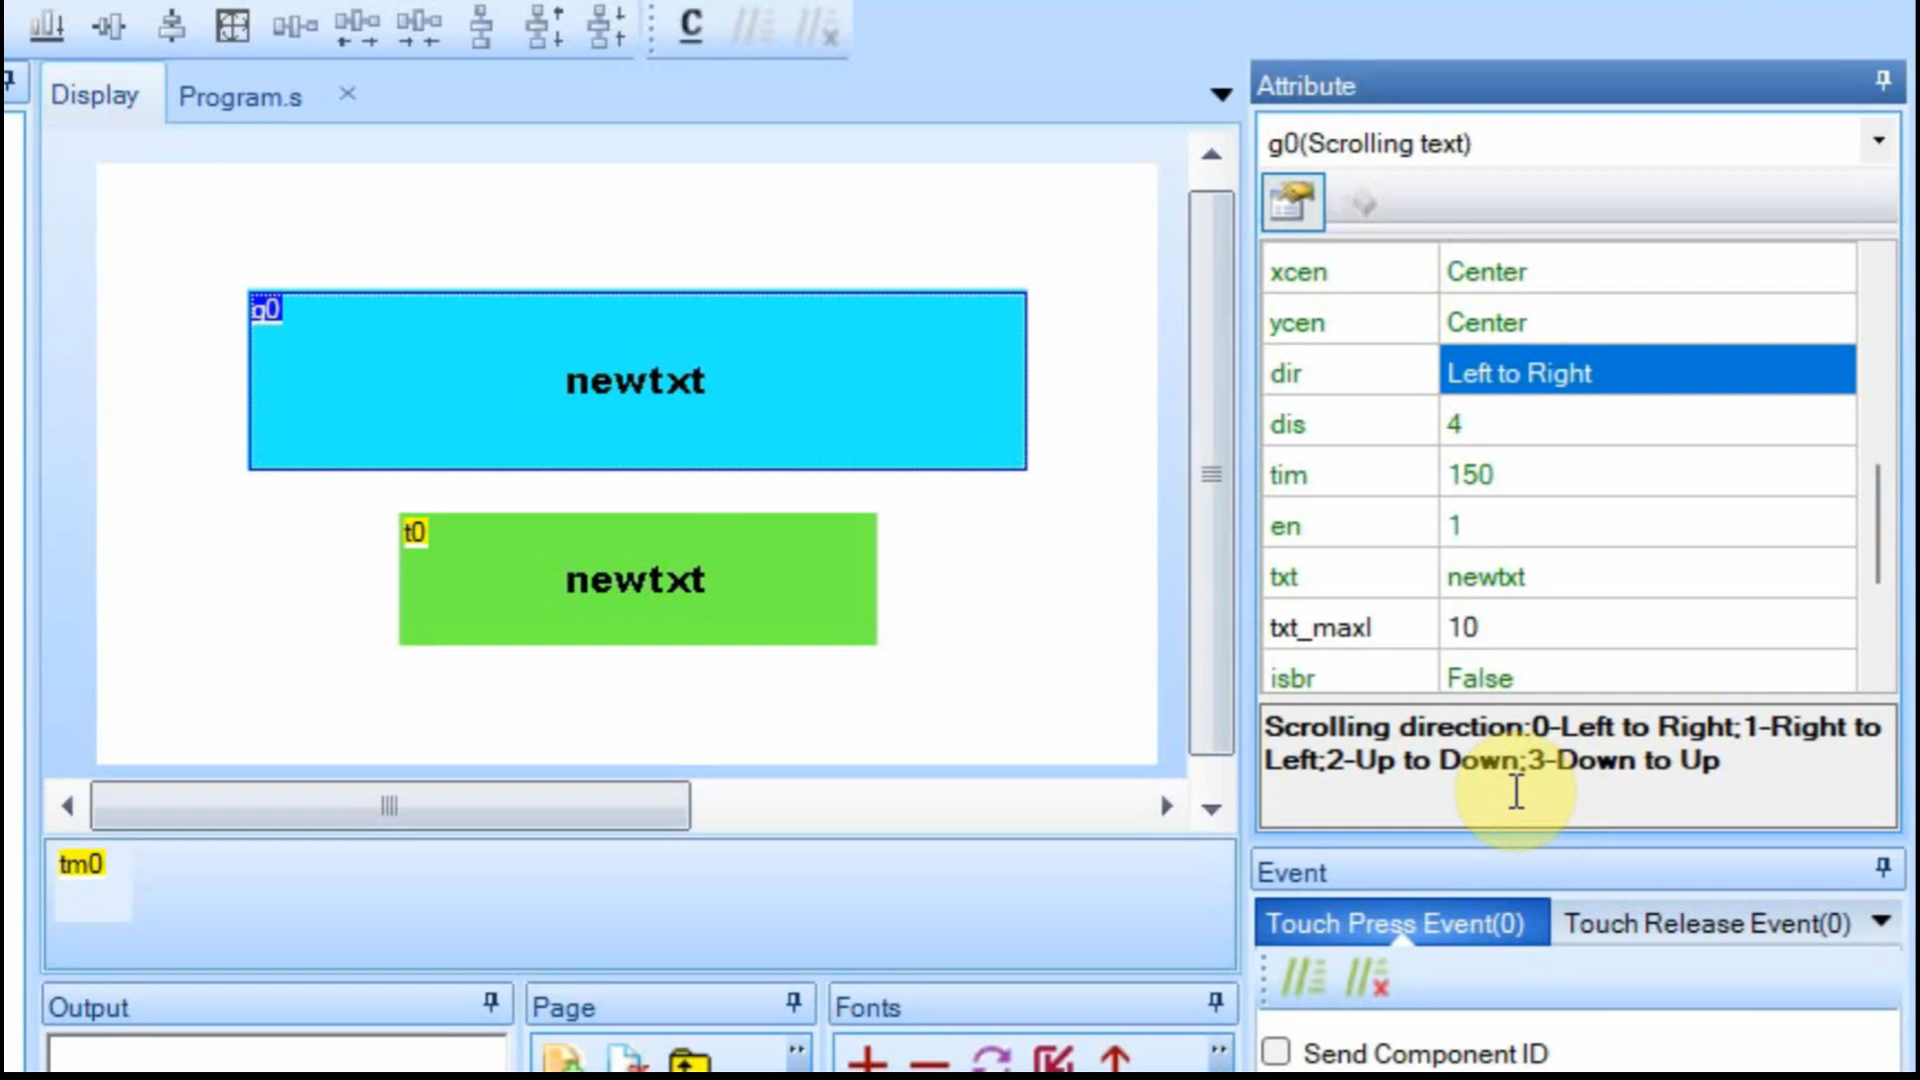 C
Display
Program.s
g0
newtxt
t0
newtxt
tm0
Attribute
g0(Scrolling text)
xcen Center
ycen Center
dir Left to Right
dis 4
tim 150
en 1
txt newtxt
txt_maxl 10
isbr False
Scrolling direction:0-Left to Right;1-Right to
Left;2-Up to Down;3-Down to Up
Event
Touch Press Event(0) Touch Release Event(0)
Send Component ID
Output
Page
Fonts